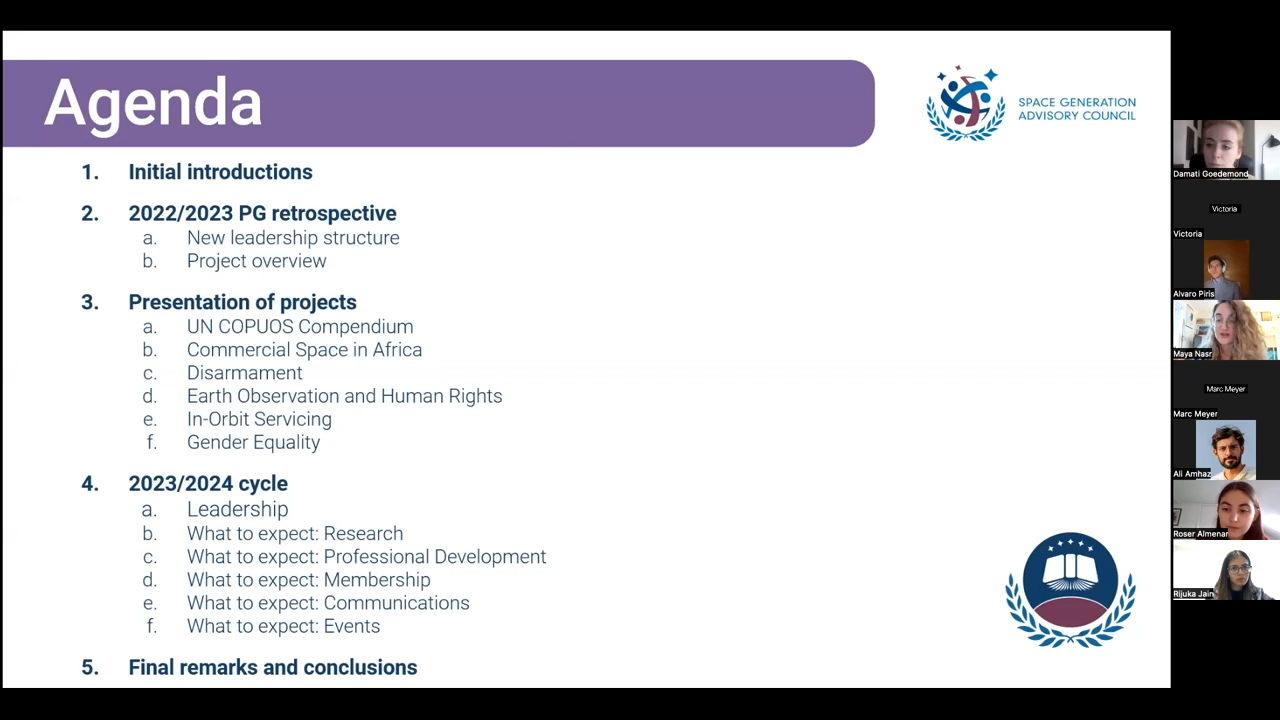 Agenda
SPACE GENERATION
ADVISORY COUNCIL
1. Initial introductions
2. 2022/2023 PG retrospective
a. New leadership structure
b. Project overview
3. Presentation of projects
a. UN COPUOS Compendium
b. Commercial Space in Africa
c. Disarmament
d. Earth Observation and Human Rights
e. In-Orbit Servicing
f. Gender Equality
4. 2023/2024 cycle
a. Leadership
b. What to expect: Research
c. What to expect: Professional Development
d. What to expect: Membership
e. What to expect: Communications
f. What to expect: Events
5. Final remarks and conclusions
Damati Goedemond
Victoria
Victoria
Alvaro Piris
Maya Nasr
Marc Meyer
Marc Meyer
Ali Amhaz
Roser Almenar
Rijuka Jain